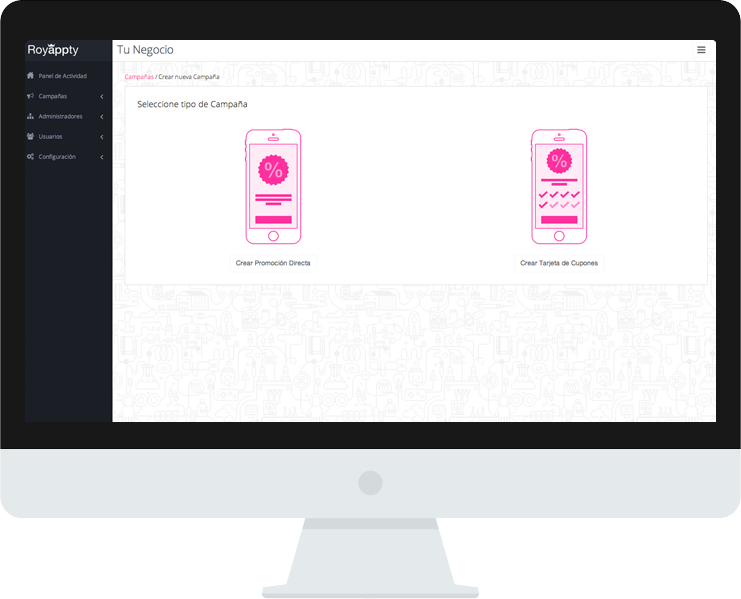 Royappty
Tu Negocio
Panel de Actividad
Campañas
Administradores
Usuarios
Configuración
Campañas / Crear nueva Campaña
Seleccione tipo de Campaña
%
%
Crear Promoción Directa
Crear Tarjeta de Cupones